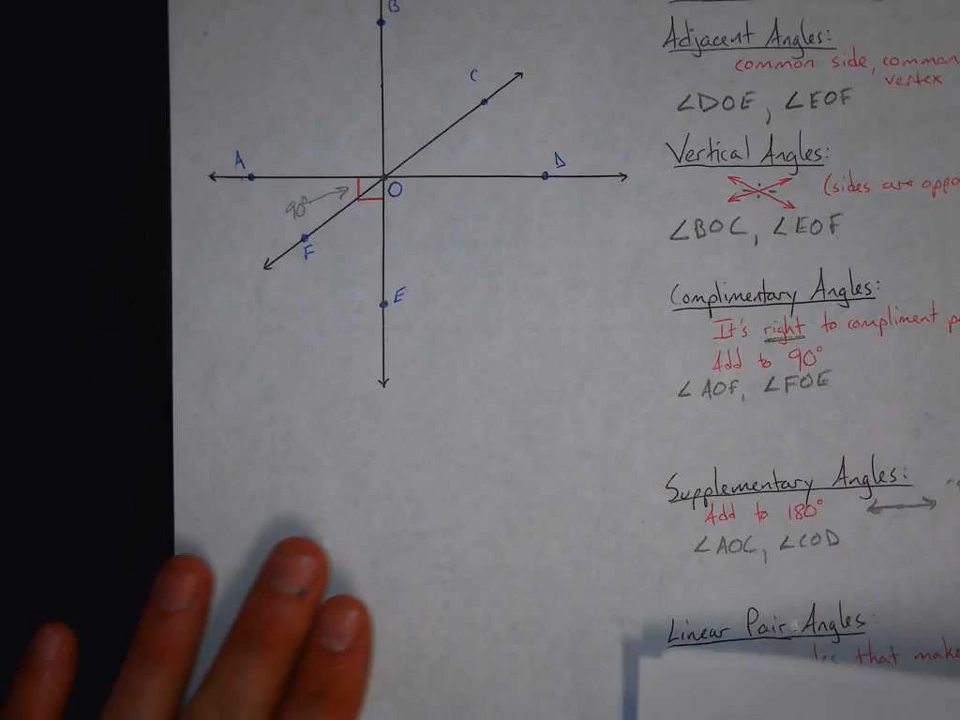 B
C
A
D
O
90°
F
E
Adjacent Angles:
common side, common
vertex
∠DOE, ∠EOF
Vertical Angles:
(sides are oppo
∠BOC, ∠EOF
Complimentary Angles:
It's right to compliment
Add to 90°
∠AOF, ∠FOE
Supplementary Angles:
Add to 180°
∠AOC, ∠COD
Linear Pair Angles:
that make